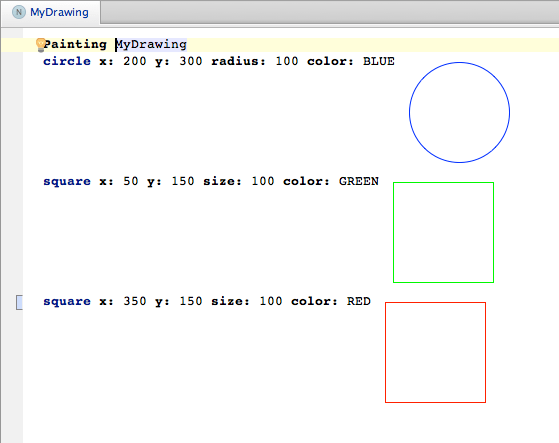 N MyDrawing
Painting MyDrawing
circle x: 200 y: 300 radius: 100 color: BLUE
square x: 50 y: 150 size: 100 color: GREEN
square x: 350 y: 150 size: 100 color: RED